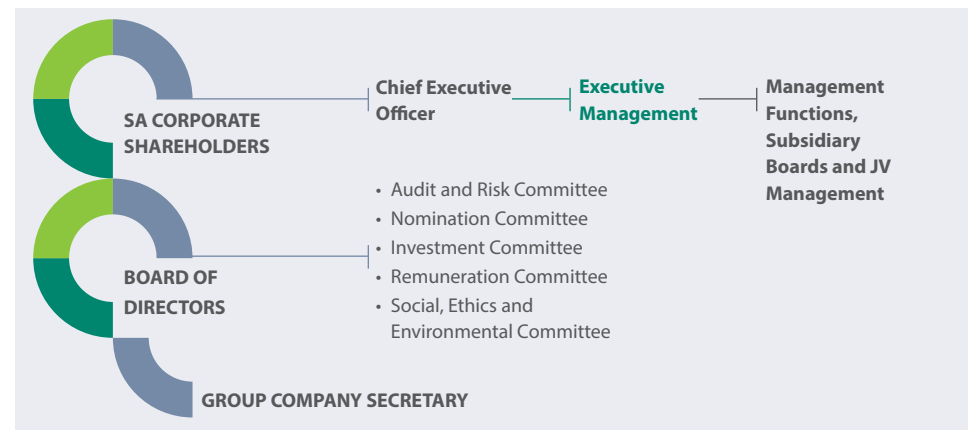 SA CORPORATE
SHAREHOLDERS
Chief Executive
Officer
Executive
Management
Management
Functions,
Subsidiary
Boards and JV
Management
BOARD OF
DIRECTORS
• Audit and Risk Committee
• Nomination Committee
• Investment Committee
• Remuneration Committee
• Social, Ethics and
Environmental Committee
GROUP COMPANY SECRETARY